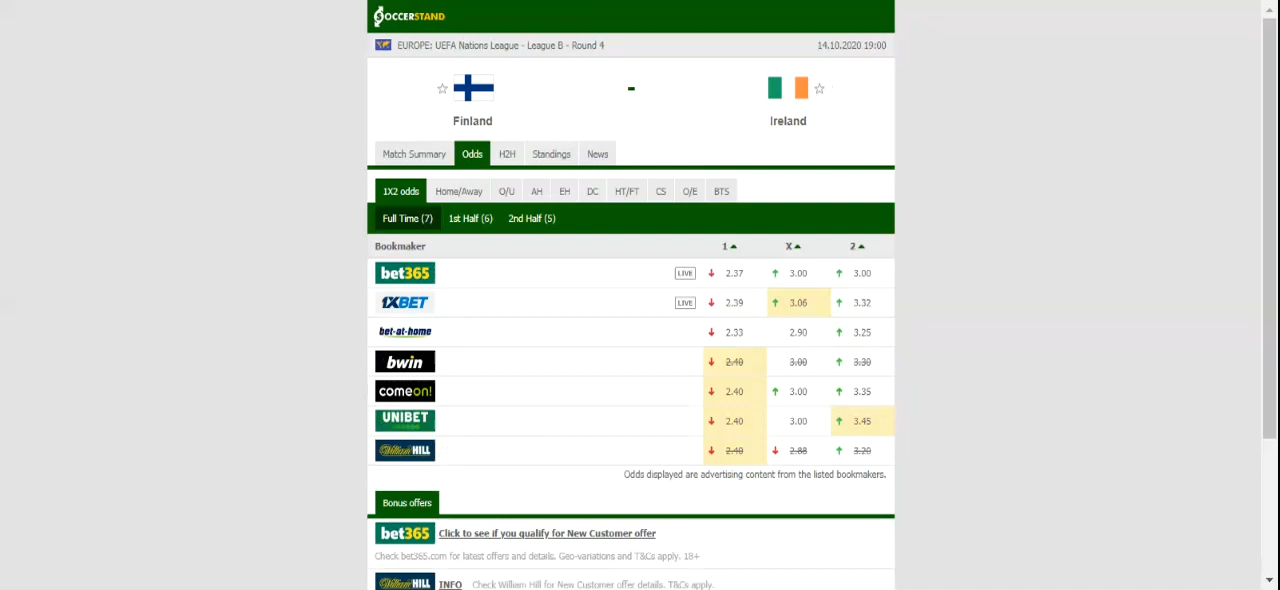 SOCCERSTAND
EUROPE: UEFA Nations League - League B - Round 4 14.10.2020 19:00
-
Finland Ireland
Match Summary Odds H2H Standings News
1X2 odds Home/Away O/U AH EH DC HT/FT CS O/E BTS
Full Time (7) 1st Half (6) 2nd Half (5)
Bookmaker 1 X 2
bet365 LIVE 2.37 3.00 3.00
1XBET LIVE 2.39 3.06 3.32
bet-at-home 2.33 2.90 3.25
bwin 2.40 3.00 3.30
comeon! 2.40 3.00 3.35
UNIBET 2.40 3.00 3.45
William HILL 2.40 2.88 3.20
Odds displayed are advertising content from the listed bookmakers.
Bonus offers
bet365 Click to see if you qualify for New Customer offer
Check bet365.com for latest offers and details. Geo-variations and T&Cs apply. 18+
William HILL INFO Check William Hill for New Customer offer details. T&Cs apply.